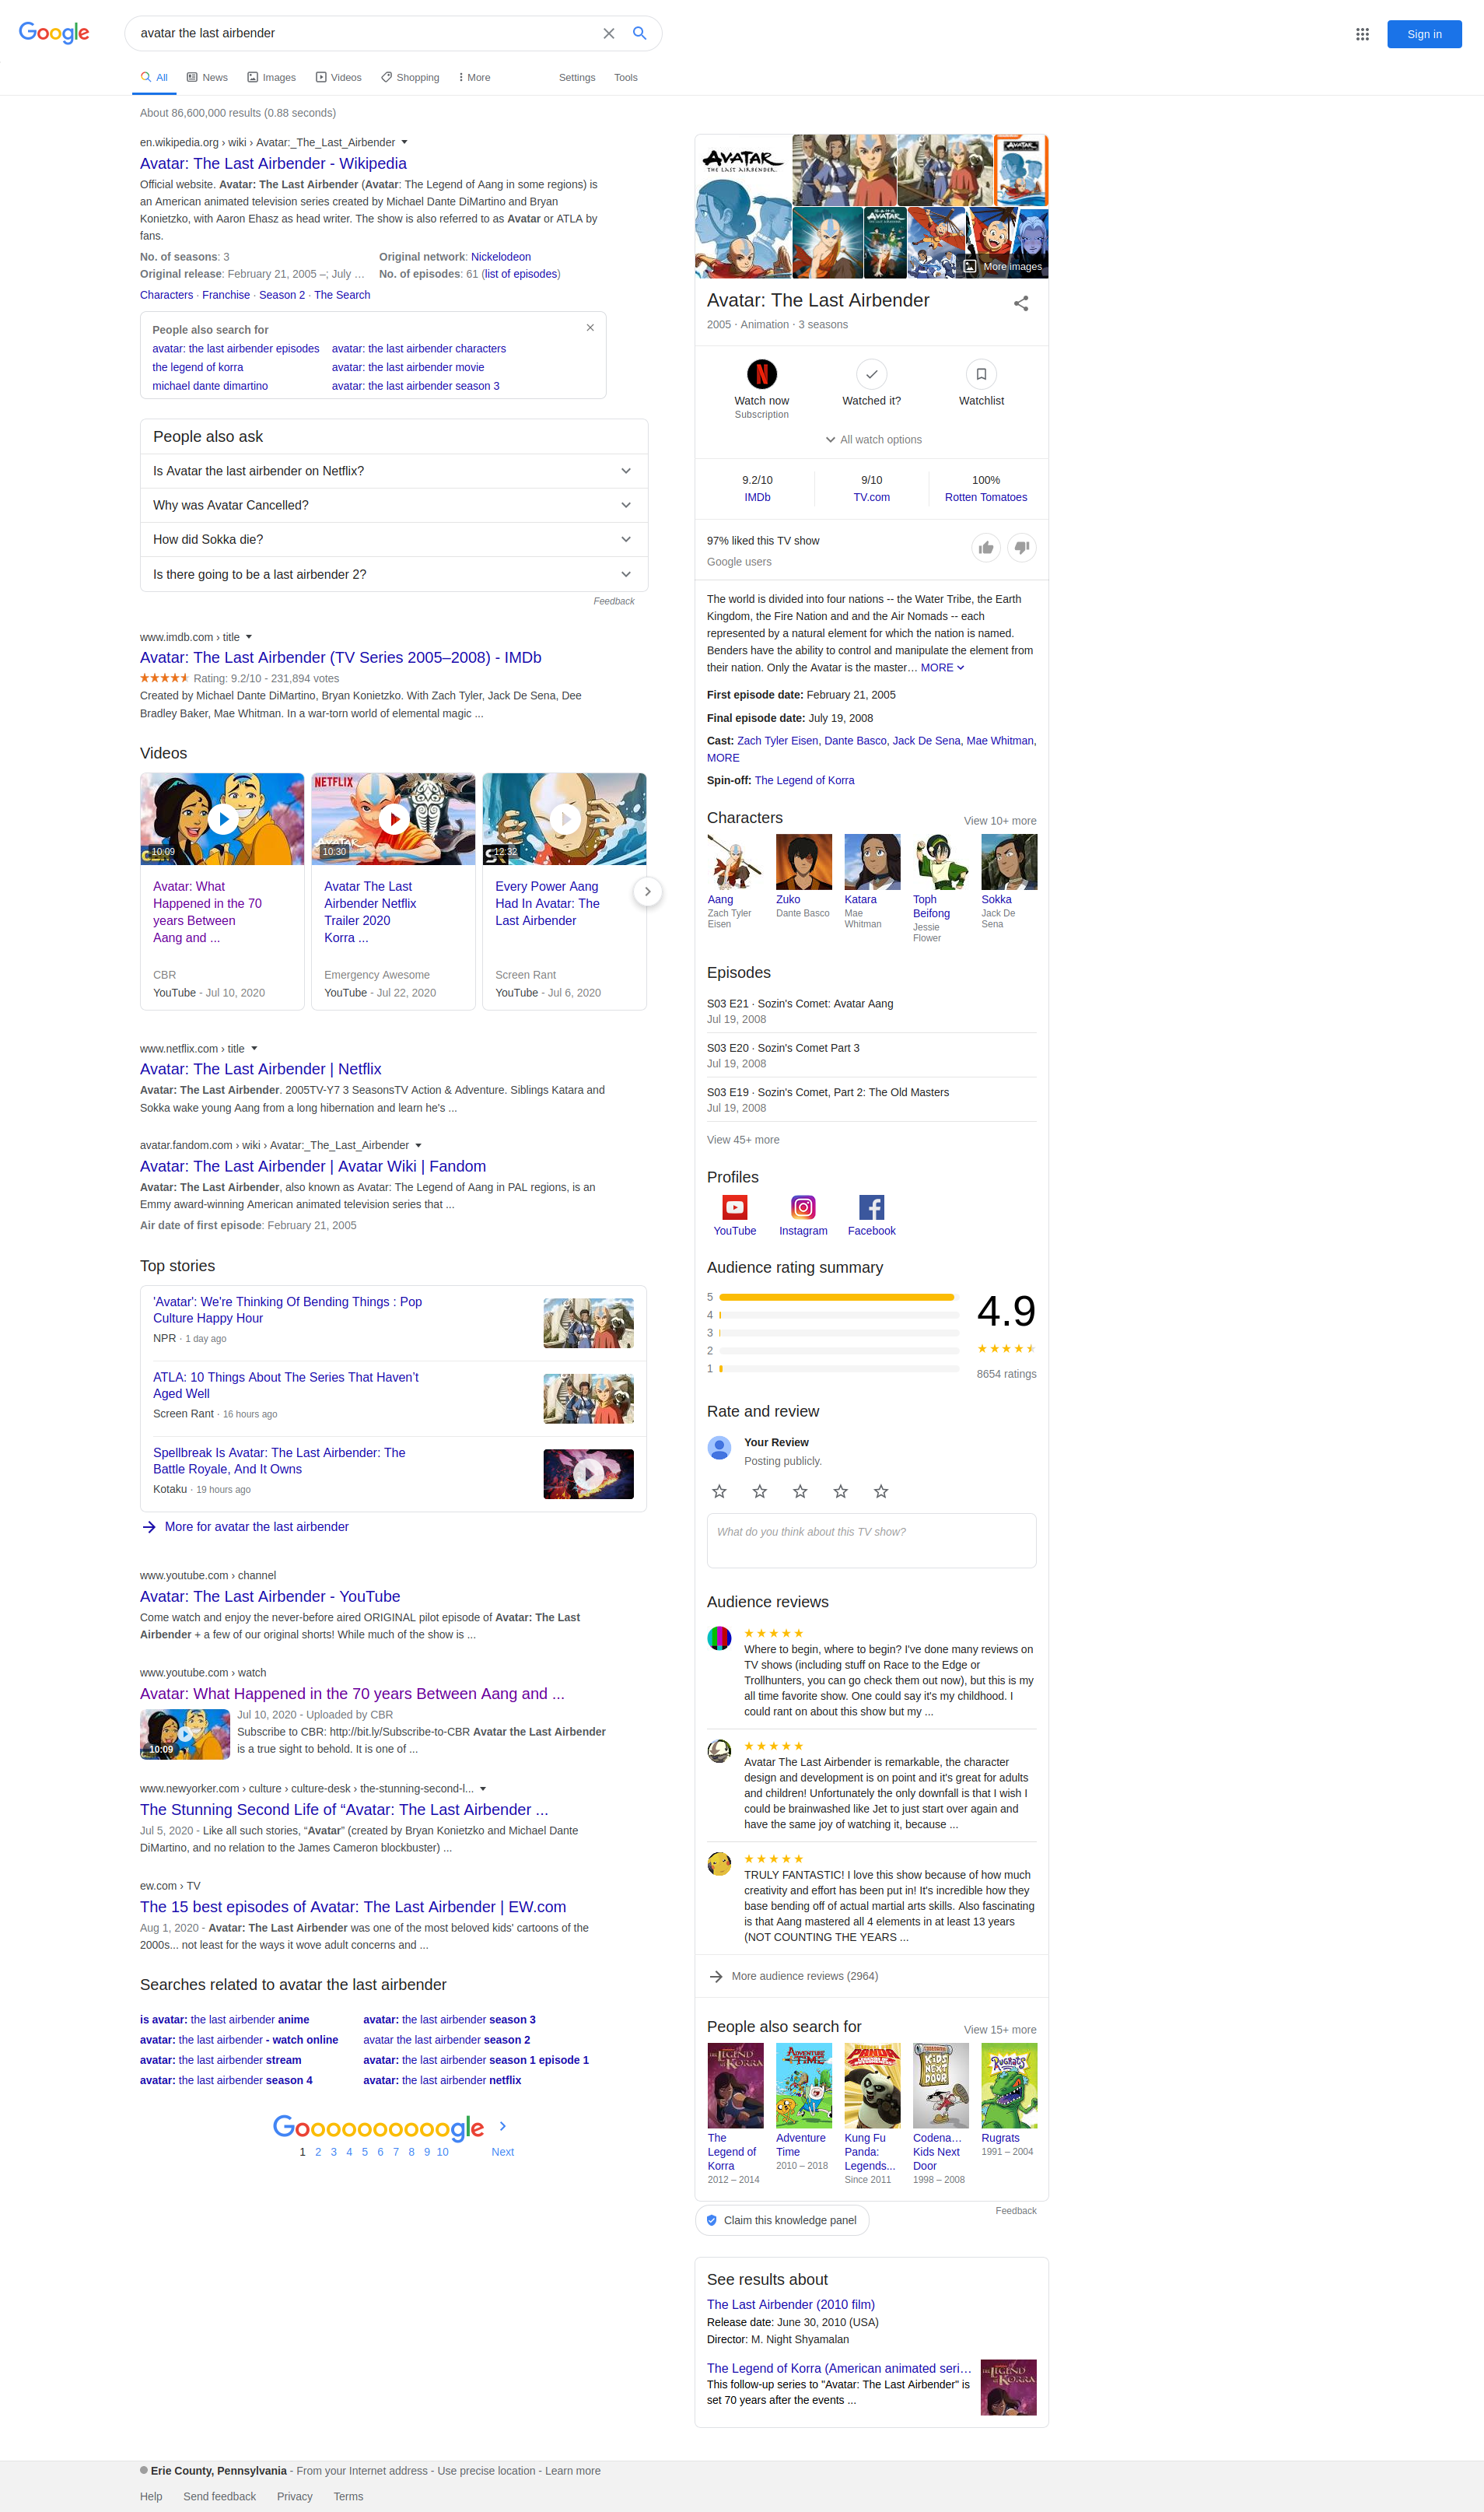 Google
avatar the last airbender
Sign in
All
News
Images
Videos
Shopping
More
Settings
Tools
About 86,600,000 results (0.88 seconds)
en.wikipedia.org › wiki › Avatar:_The_Last_Airbender
Avatar: The Last Airbender - Wikipedia
Official website. Avatar: The Last Airbender (Avatar: The Legend of Aang in some regions) is
an American animated television series created by Michael Dante DiMartino and Bryan
Konietzko, with Aaron Ehasz as head writer. The show is also referred to as Avatar or ATLA by
fans.
No. of seasons: 3
Original network: Nickelodeon
Original release: February 21, 2005 –; July …
No. of episodes: 61 (list of episodes)
Characters · Franchise · Season 2 · The Search
People also search for
avatar: the last airbender episodes
avatar: the last airbender characters
the legend of korra
avatar: the last airbender movie
michael dante dimartino
avatar: the last airbender season 3
People also ask
Is Avatar the last airbender on Netflix?
Why was Avatar Cancelled?
How did Sokka die?
Is there going to be a last airbender 2?
Feedback
www.imdb.com › title
Avatar: The Last Airbender (TV Series 2005–2008) - IMDb
Rating: 9.2/10 - 231,894 votes
Created by Michael Dante DiMartino, Bryan Konietzko. With Zach Tyler, Jack De Sena, Dee
Bradley Baker, Mae Whitman. In a war-torn world of elemental magic ...
Videos
10:09
NETFLIX
10:30
12:32
Avatar: What
Happened in the 70
years Between
Aang and ...
CBR
YouTube - Jul 10, 2020
Avatar The Last
Airbender Netflix
Trailer 2020
Korra ...
Emergency Awesome
YouTube - Jul 22, 2020
Every Power Aang
Had In Avatar: The
Last Airbender
Screen Rant
YouTube - Jul 6, 2020
www.netflix.com › title
Avatar: The Last Airbender | Netflix
Avatar: The Last Airbender. 2005TV-Y7 3 SeasonsTV Action & Adventure. Siblings Katara and
Sokka wake young Aang from a long hibernation and learn he's ...
avatar.fandom.com › wiki › Avatar:_The_Last_Airbender
Avatar: The Last Airbender | Avatar Wiki | Fandom
Avatar: The Last Airbender, also known as Avatar: The Legend of Aang in PAL regions, is an
Emmy award-winning American animated television series that ...
Air date of first episode: February 21, 2005
Top stories
'Avatar': We're Thinking Of Bending Things : Pop
Culture Happy Hour
NPR · 1 day ago
ATLA: 10 Things About The Series That Haven’t
Aged Well
Screen Rant · 16 hours ago
Spellbreak Is Avatar: The Last Airbender: The
Battle Royale, And It Owns
Kotaku · 19 hours ago
More for avatar the last airbender
www.youtube.com › channel
Avatar: The Last Airbender - YouTube
Come watch and enjoy the never-before aired ORIGINAL pilot episode of Avatar: The Last
Airbender + a few of our original shorts! While much of the show is ...
www.youtube.com › watch
Avatar: What Happened in the 70 years Between Aang and ...
10:09
Jul 10, 2020 - Uploaded by CBR
Subscribe to CBR: http://bit.ly/Subscribe-to-CBR Avatar the Last Airbender
is a true sight to behold. It is one of ...
www.newyorker.com › culture › culture-desk › the-stunning-second-l...
The Stunning Second Life of “Avatar: The Last Airbender ...
Jul 5, 2020 - Like all such stories, “Avatar” (created by Bryan Konietzko and Michael Dante
DiMartino, and no relation to the James Cameron blockbuster) ...
ew.com › TV
The 15 best episodes of Avatar: The Last Airbender | EW.com
Aug 1, 2020 - Avatar: The Last Airbender was one of the most beloved kids' cartoons of the
2000s... not least for the ways it wove adult concerns and ...
Searches related to avatar the last airbender
is avatar: the last airbender anime
avatar: the last airbender season 3
avatar: the last airbender - watch online
avatar the last airbender season 2
avatar: the last airbender stream
avatar: the last airbender season 1 episode 1
avatar: the last airbender season 4
avatar: the last airbender netflix
Goooooooooogle
1 2 3 4 5 6 7 8 9 10 Next
AVATAR
THE LAST AIRBENDER
AVATAR
AVATAR
More images
Avatar: The Last Airbender
2005 · Animation · 3 seasons
Watch now
Subscription
Watched it?
Watchlist
All watch options
9.2/10
IMDb
9/10
TV.com
100%
Rotten Tomatoes
97% liked this TV show
Google users
The world is divided into four nations -- the Water Tribe, the Earth
Kingdom, the Fire Nation and and the Air Nomads -- each
represented by a natural element for which the nation is named.
Benders have the ability to control and manipulate the element from
their nation. Only the Avatar is the master… MORE
First episode date: February 21, 2005
Final episode date: July 19, 2008
Cast: Zach Tyler Eisen, Dante Basco, Jack De Sena, Mae Whitman,
MORE
Spin-off: The Legend of Korra
Characters
View 10+ more
Aang
Zach Tyler
Eisen
Zuko
Dante Basco
Katara
Mae
Whitman
Toph
Beifong
Jessie
Flower
Sokka
Jack De
Sena
Episodes
S03 E21 · Sozin's Comet: Avatar Aang
Jul 19, 2008
S03 E20 · Sozin's Comet Part 3
Jul 19, 2008
S03 E19 · Sozin's Comet, Part 2: The Old Masters
Jul 19, 2008
View 45+ more
Profiles
YouTube
Instagram
Facebook
Audience rating summary
5
4
3
2
1
4.9
8654 ratings
Rate and review
Your Review
Posting publicly.
What do you think about this TV show?
Audience reviews
Where to begin, where to begin? I've done many reviews on
TV shows (including stuff on Race to the Edge or
Trollhunters, you can go check them out now), but this is my
all time favorite show. One could say it's my childhood. I
could rant on about this show but my ...
Avatar The Last Airbender is remarkable, the character
design and development is on point and it's great for adults
and children! Unfortunately the only downfall is that I wish I
could be brainwashed like Jet to just start over again and
have the same joy of watching it, because ...
TRULY FANTASTIC! I love this show because of how much
creativity and effort has been put in! It's incredible how they
base bending off of actual martial arts skills. Also fascinating
is that Aang mastered all 4 elements in at least 13 years
(NOT COUNTING THE YEARS ...
More audience reviews (2964)
People also search for
View 15+ more
LEGEND
KORRA
ADVENTURE
TIME
PANDA
KIDS
NEXT
DOOR
Rugrats
The
Legend of
Korra
2012 – 2014
Adventure
Time
2010 – 2018
Kung Fu
Panda:
Legends...
Since 2011
Codena…
Kids Next
Door
1998 – 2008
Rugrats
1991 – 2004
Feedback
Claim this knowledge panel
See results about
The Last Airbender (2010 film)
Release date: June 30, 2010 (USA)
Director: M. Night Shyamalan
The Legend of Korra (American animated seri…
This follow-up series to "Avatar: The Last Airbender" is
set 70 years after the events ...
LEGEND
KORRA
Erie County, Pennsylvania - From your Internet address - Use precise location - Learn more
Help
Send feedback
Privacy
Terms